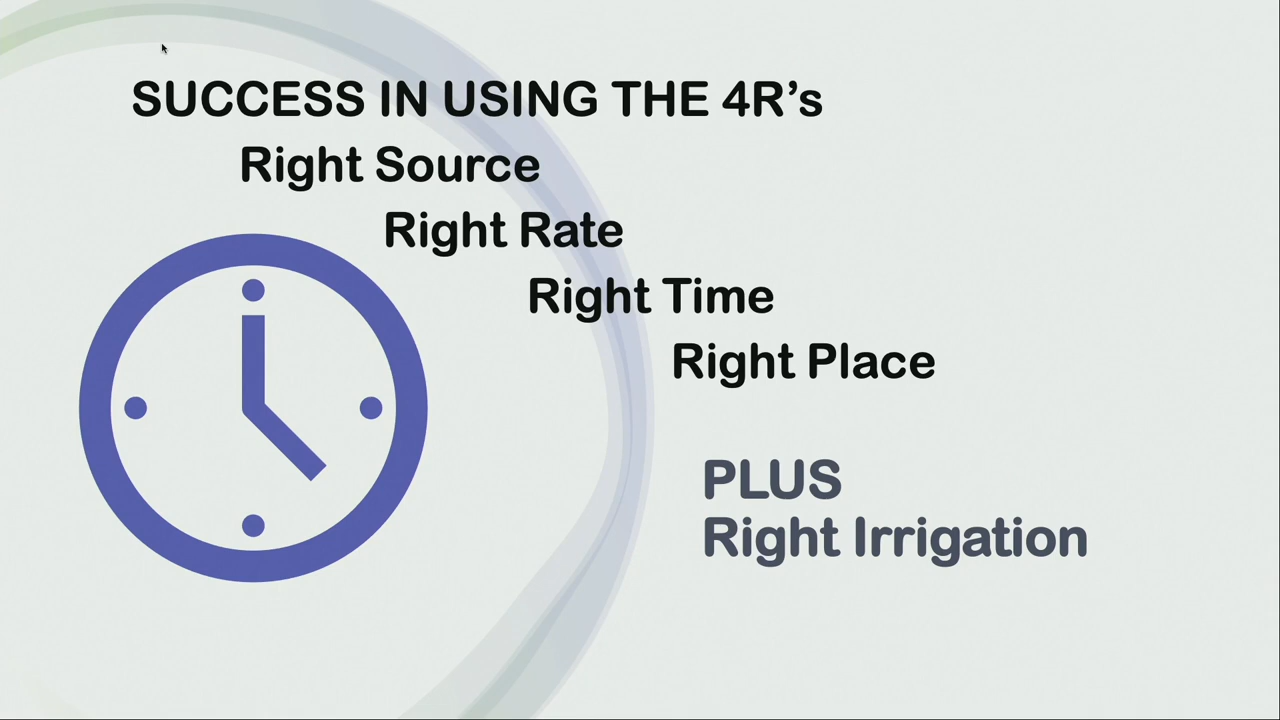 SUCCESS IN USING THE 4R’s
Right Source
Right Rate
Right Time
Right Place
PLUS
Right Irrigation